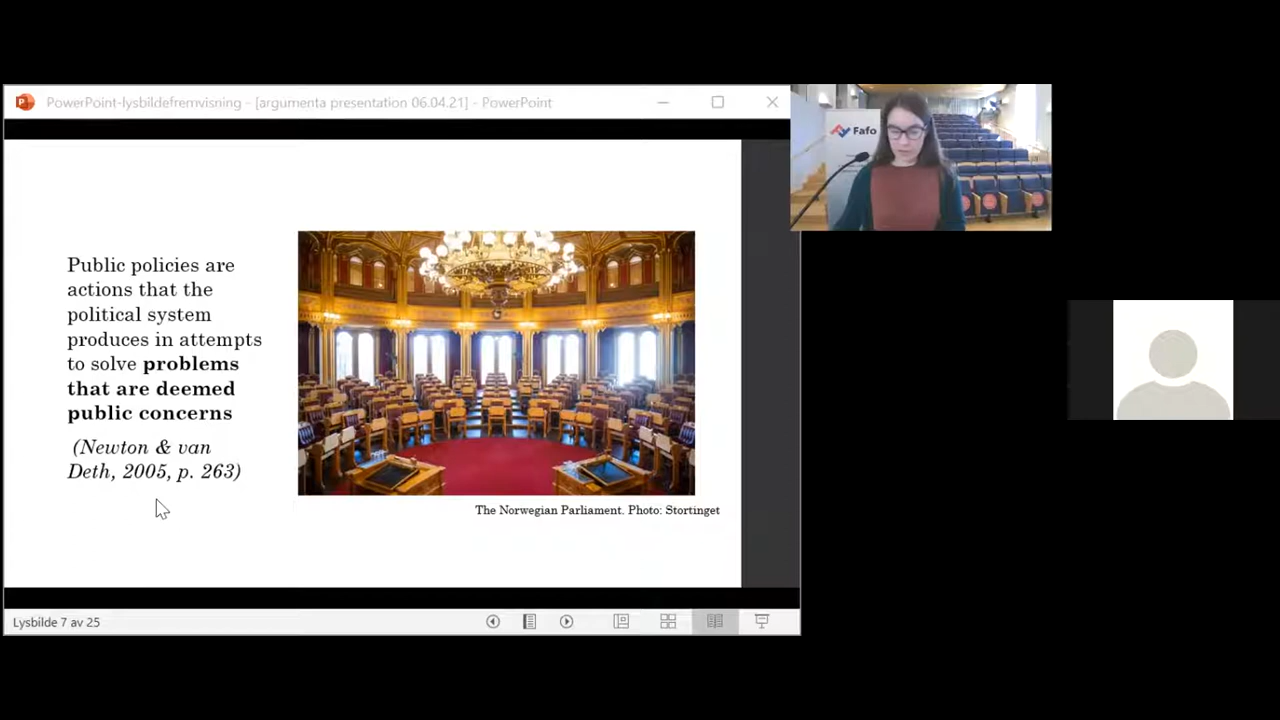 PowerPoint-lysbildefremvisning - [argumenta presentation 06.04.21] - PowerPoint
Fafo
Public policies are
actions that the
political system
produces in attempts
to solve problems
that are deemed
public concerns
(Newton & van
Deth, 2005, p. 263)
The Norwegian Parliament. Photo: Stortinget
Lysbilde 7 av 25